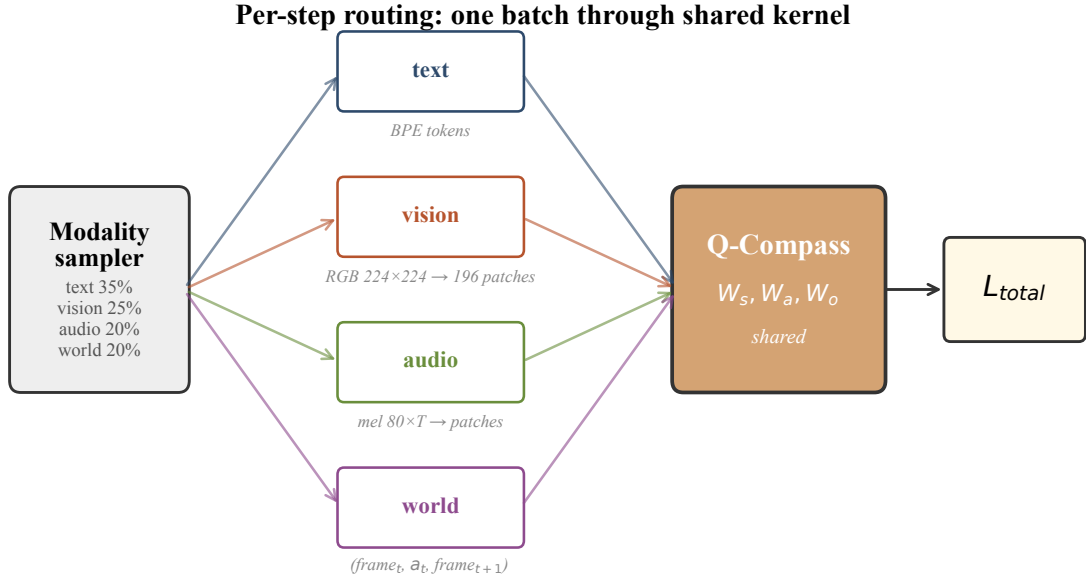 Per-step routing: one batch through shared kernel
Modality
sampler
text 35%
vision 25%
audio 20%
world 20%
text
BPE tokens
vision
RGB 224×224 → 196 patches
audio
mel 80×T → patches
world
(frame_t, a_t, frame_{t+1})
Q-Compass
W_s, W_a, W_o
shared
L_total